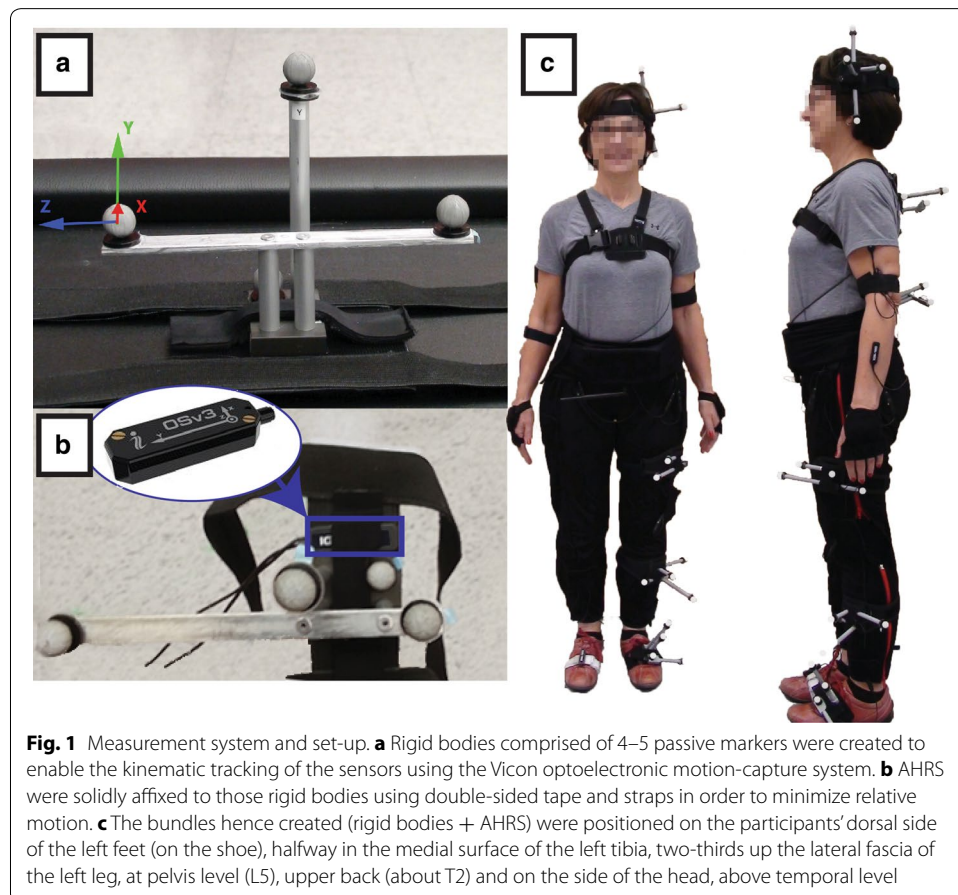 a
Y
Y
X
Z
b
OSv3
Y
X
c
Fig. 1 Measurement system and set-up. a Rigid bodies comprised of 4–5 passive markers were created to
enable the kinematic tracking of the sensors using the Vicon optoelectronic motion-capture system. b AHRS
were solidly affixed to those rigid bodies using double-sided tape and straps in order to minimize relative
motion. c The bundles hence created (rigid bodies + AHRS) were positioned on the participants’ dorsal side
of the left feet (on the shoe), halfway in the medial surface of the left tibia, two-thirds up the lateral fascia of
the left leg, at pelvis level (L5), upper back (about T2) and on the side of the head, above temporal level